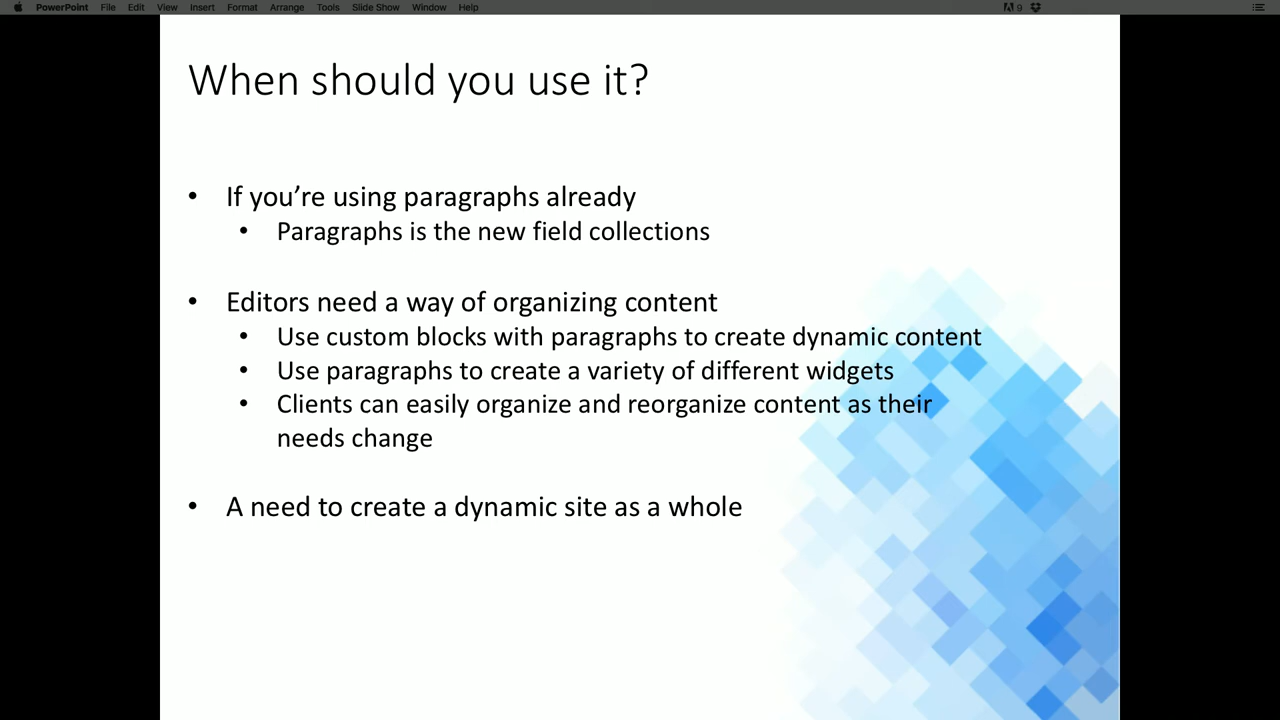 PowerPoint File Edit View Insert Format Arrange Tools Slide Show Window Help 9
When should you use it?
• If you’re using paragraphs already
• Paragraphs is the new field collections
• Editors need a way of organizing content
• Use custom blocks with paragraphs to create dynamic content
• Use paragraphs to create a variety of different widgets
• Clients can easily organize and reorganize content as their
needs change
• A need to create a dynamic site as a whole